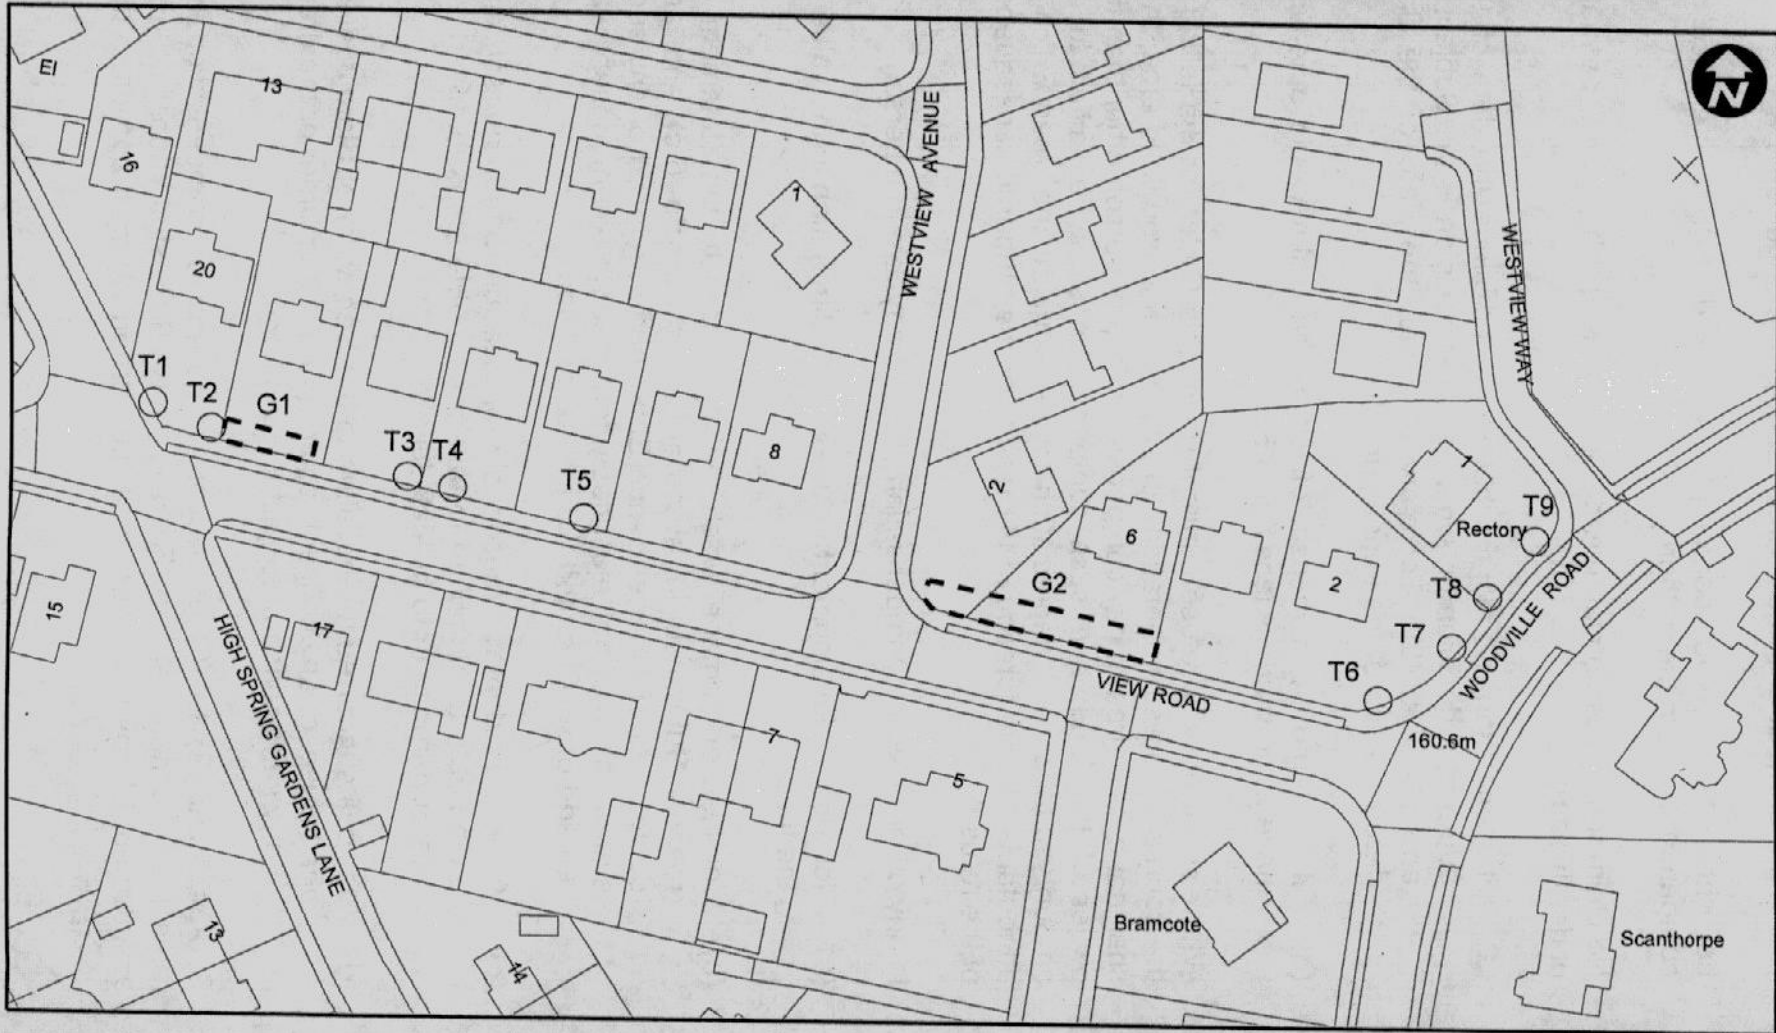 N
El
13
16
1
WESTVIEW AVENUE
20
T1
T2
G1
T3
T4
T5
8
WESTVIEW WAY
2
6
G2
1
Rectory
T9
2
T8
T7
T6
WOODVILLE ROAD
VIEW ROAD
160.6m
15
17
HIGH SPRING GARDENS LANE
7
5
Bramcote
Scanthorpe
13
14